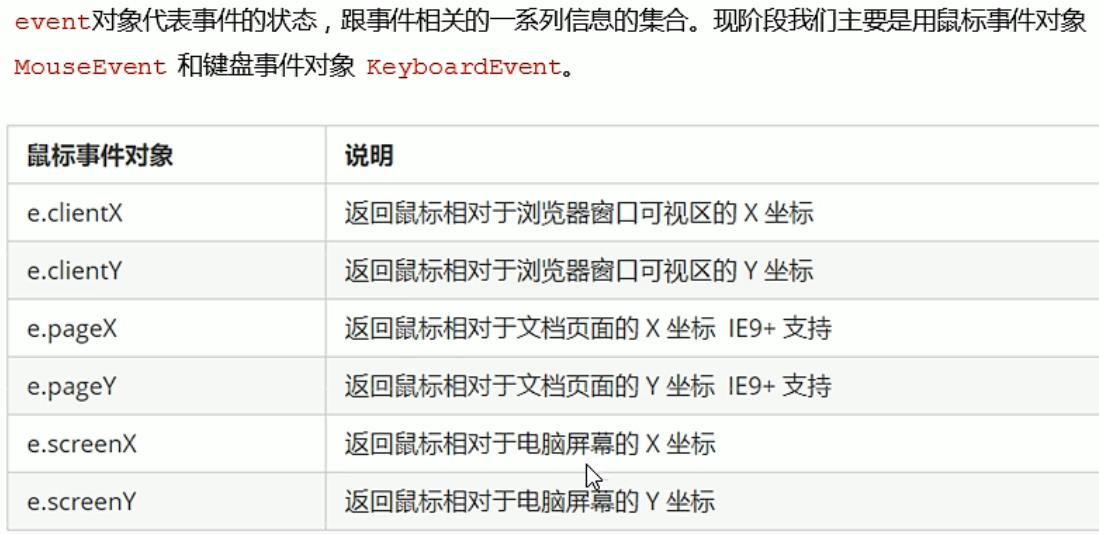 event对象代表事件的状态，跟事件相关的一系列信息的集合。现阶段我们主要是用鼠标事件对象
MouseEvent 和键盘事件对象 KeyboardEvent。
鼠标事件对象 说明
e.clientX 返回鼠标相对于浏览器窗口可视区的 X 坐标
e.clientY 返回鼠标相对于浏览器窗口可视区的 Y 坐标
e.pageX 返回鼠标相对于文档页面的 X 坐标 IE9+ 支持
e.pageY 返回鼠标相对于文档页面的 Y 坐标 IE9+ 支持
e.screenX 返回鼠标相对于电脑屏幕的 X 坐标
e.screenY 返回鼠标相对于电脑屏幕的 Y 坐标